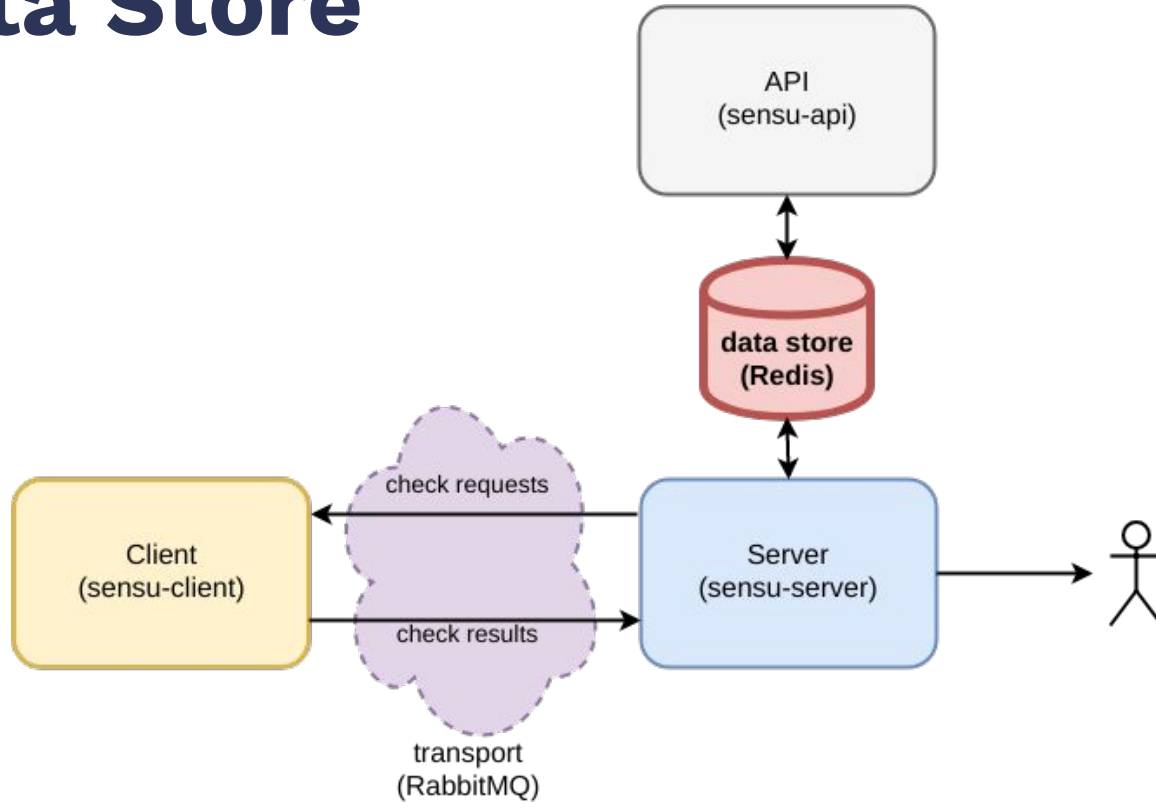 ta Store
API
(sensu-api)
data store
(Redis)
check requests
Client
(sensu-client)
Server
(sensu-server)
check results
transport
(RabbitMQ)